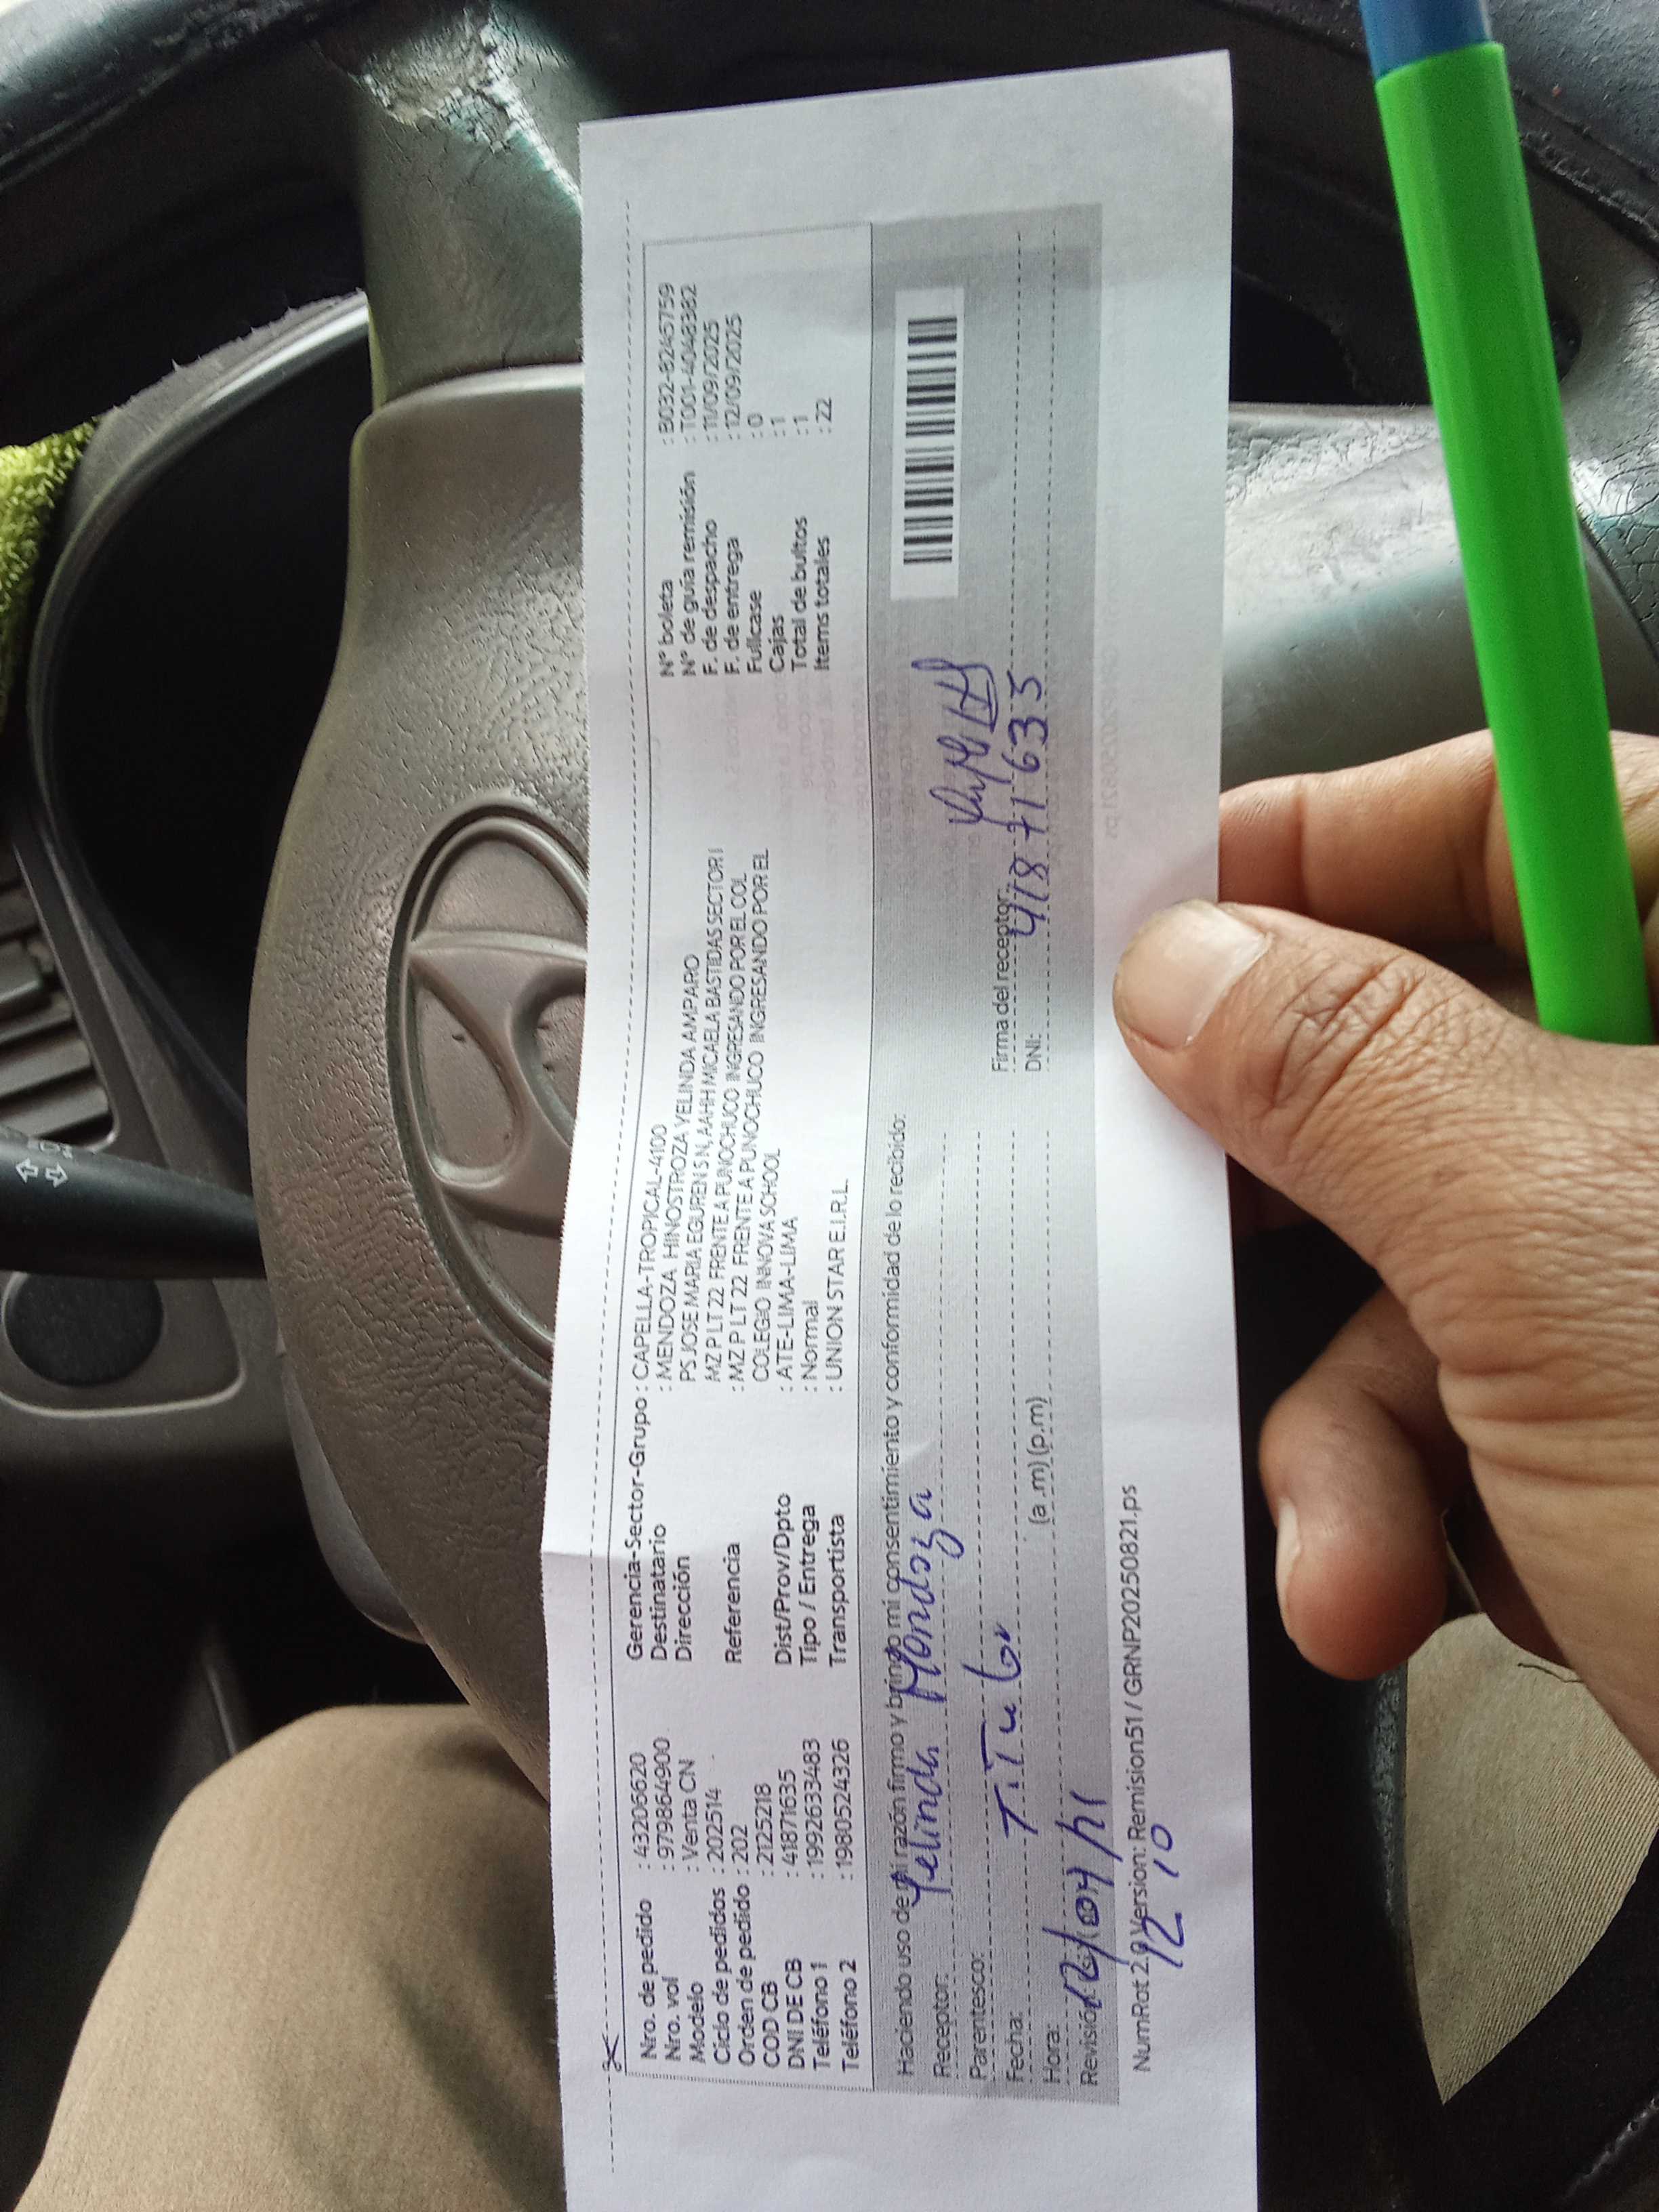 Nro. de pedido : 43206620
Nro. vol : 979864900
Modelo : Venta CN
Ciclo de pedidos : 202514
Orden de pedido : 202
COD CB : 2125218
DNI DE CB : 41871635
Teléfono 1 : 1992633483
Teléfono 2 : 1980524326
Gerencia-Sector-Grupo : CAPELLA-TROPICAL-4100
Destinatario : MENDOZA HINOSTROZA YELINDA AMPARO
Dirección PS JOSE MARIA EGUREN SN, AAHH MICAELA BASTIDAS SECTOR I
MZ P LT 22 FRENTE A PUNOCHUCO INGRESANDO POR EL COL
Referencia : MZ P LT 22 FRENTE A PUNOCHUCO INGRESANDO POR EL
COLEGIO INNOVA SCHOOL
Dist/Prov/Dpto : ATE-LIMA-LIMA
Tipo / Entrega : Normal
Transportista : UNION STAR E.I.R.L.
N° boleta : B032-8245759
N° de guía remisión : T001-4048382
F. de despacho : 11/09/2025
F. de entrega : 12/09/2025
Fullcase : 0
Cajas : 1
Total de bultos : 1
Items totales : 22
Haciendo uso de mi razón firmo y brindo mi consentimiento y conformidad de lo recibido:
Receptor: Yelinda Mendoza
Parentesco: Titular
Fecha:
Hora: (a.m) (p.m)
Revisión
12 10
Firma del receptor:
DNI: 41871635
NumRot 2.9 Version: Remision51 / GRNP20250821.ps